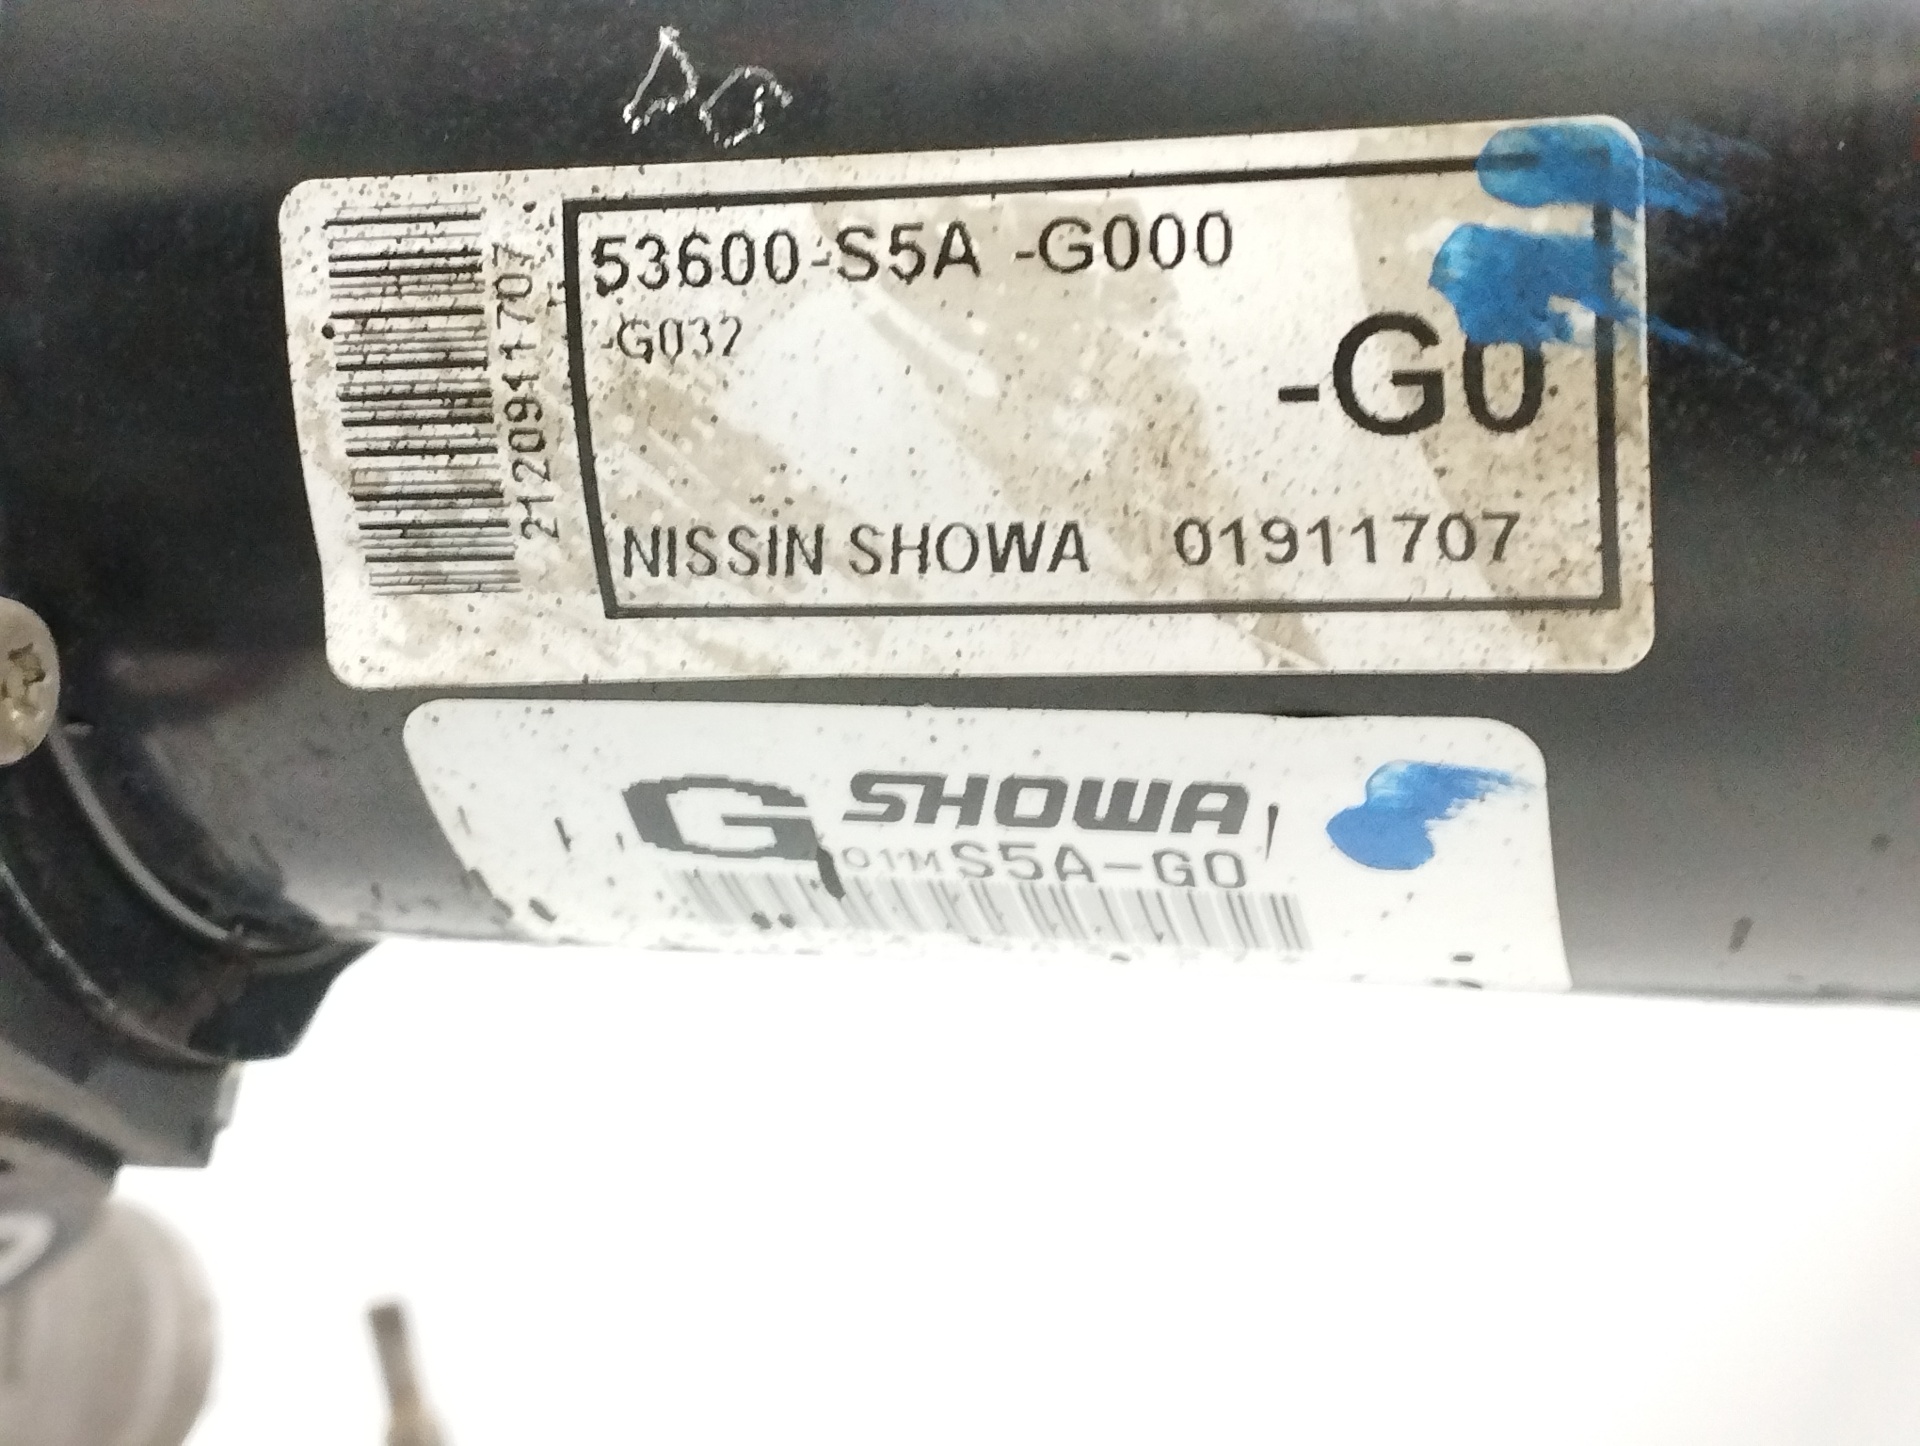 53600-S5A -G000
-G032
-G0
NISSIN SHOWA 01911707
2120911707
G SHOWA
01M S5A-G0